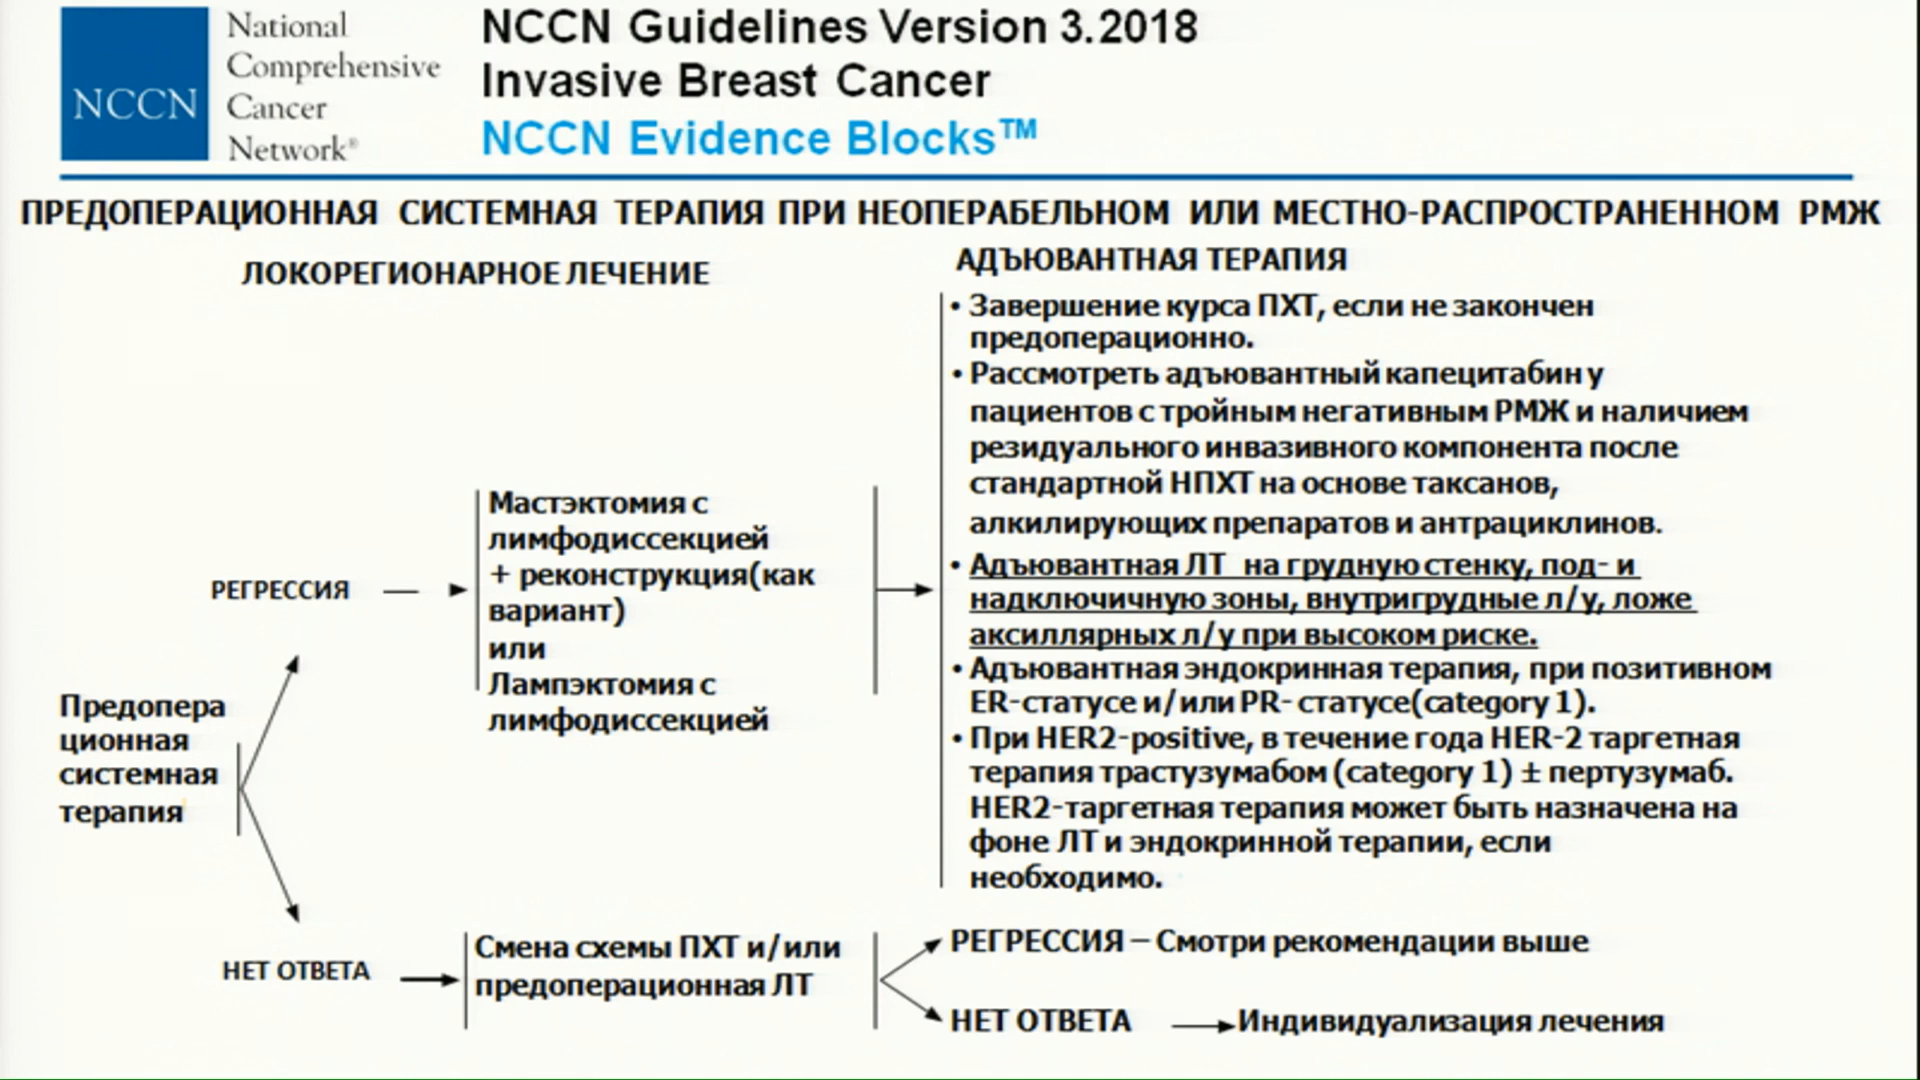 National
Comprehensive
Cancer
Network®
NCCN
NCCN Guidelines Version 3.2018
Invasive Breast Cancer
NCCN Evidence Blocks™
ПРЕДОПЕРАЦИОННАЯ СИСТЕМНАЯ ТЕРАПИЯ ПРИ НЕОПЕРАБЕЛЬНОМ ИЛИ МЕСТНО-РАСПРОСТРАНЕННОМ РМЖ
ЛОКОРЕГИОНАРНОЕ ЛЕЧЕНИЕ
Предопера
ционная
системная
терапия
РЕГРЕССИЯ
Мастэктомия с
лимфодиссекцией
+ реконструкция(как
вариант)
или
Лампэктомия с
лимфодиссекцией
АДЪЮВАНТНАЯ ТЕРАПИЯ
• Завершение курса ПХТ, если не закончен
предоперационно.
• Рассмотреть адъювантный капецитабин у
пациентов с тройным негативным РМЖ и наличием
резидуального инвазивного компонента после
стандартной НПХТ на основе таксанов,
алкилирующих препаратов и антрациклинов.
• Адъювантная ЛТ на грудную стенку, под- и
надключичную зоны, внутригрудные л/у, ложе
аксиллярных л/у при высоком риске.
• Адъювантная эндокринная терапия, при позитивном
ER-статусе и/или PR- статусе(category 1).
• При HER2-positive, в течение года HER-2 таргетная
терапия трастузумабом (category 1) ± пертузумаб.
HER2-таргетная терапия может быть назначена на
фоне ЛТ и эндокринной терапии, если
необходимо.
НЕТ ОТВЕТА
Смена схемы ПХТ и/или
предоперационная ЛТ
РЕГРЕССИЯ – Смотри рекомендации выше
НЕТ ОТВЕТА
Индивидуализация лечения